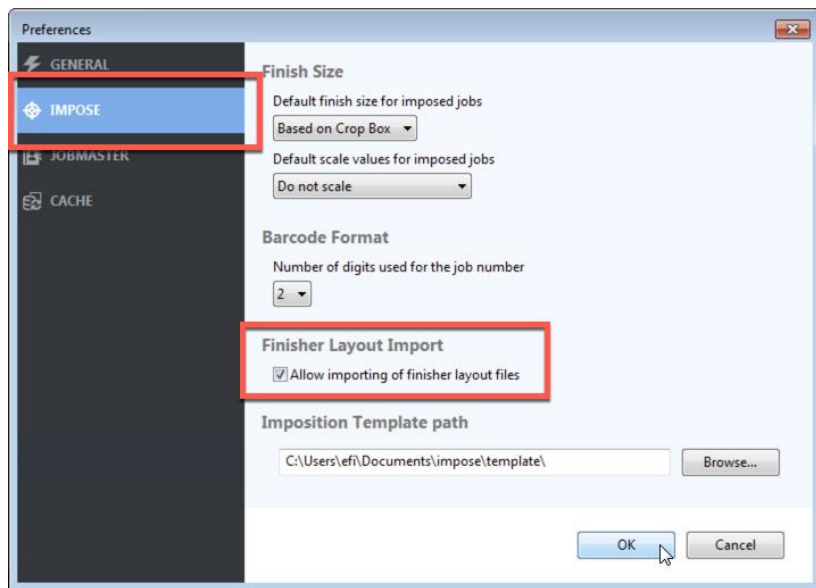 Preferences
GENERAL
IMPOSE
JOBMASTER
CACHE
Finish Size
Default finish size for imposed jobs
Based on Crop Box
Default scale values for imposed jobs
Do not scale
Barcode Format
Number of digits used for the job number
2
Finisher Layout Import
Allow importing of finisher layout files
Imposition Template path
C:\Users\efi\Documents\impose\template\
Browse...
OK
Cancel